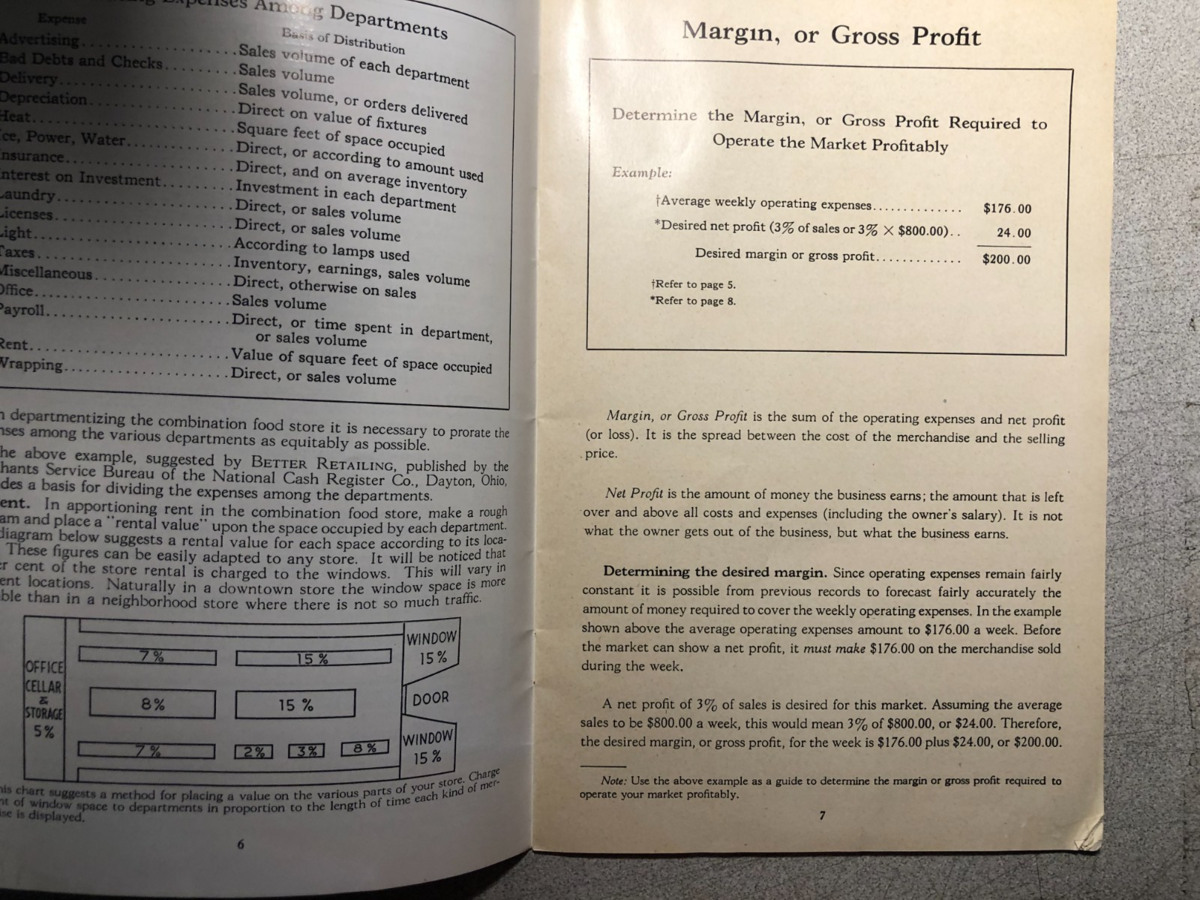 Expenses Among Departments
Expense
Basis of Distribution
Advertising. . . . . . . . . . . . . . . . . . . . . .Sales volume of each department
Bad Debts and Checks. . . . . . . . . .Sales volume
Delivery. . . . . . . . . . . . . . . . . . . . . . . .Sales volume, or orders delivered
Depreciation. . . . . . . . . . . . . . . . . . . .Direct on value of fixtures
Heat. . . . . . . . . . . . . . . . . . . . . . . . . . .Square feet of space occupied
ce, Power, Water. . . . . . . . . . . . . . .Direct, or according to amount used
nsurance. . . . . . . . . . . . . . . . . . . . . . .Direct, and on average inventory
nterest on Investment. . . . . . . . . .Investment in each department
Laundry. . . . . . . . . . . . . . . . . . . . . . . .Direct, or sales volume
Licenses. . . . . . . . . . . . . . . . . . . . . . . .Direct, or sales volume
Light. . . . . . . . . . . . . . . . . . . . . . . . . .According to lamps used
Taxes. . . . . . . . . . . . . . . . . . . . . . . . . .Inventory, earnings, sales volume
Miscellaneous. . . . . . . . . . . . . . . . . . .Direct, otherwise on sales
Office. . . . . . . . . . . . . . . . . . . . . . . . . .Sales volume
Payroll. . . . . . . . . . . . . . . . . . . . . . . . .Direct, or time spent in department,
or sales volume
Rent. . . . . . . . . . . . . . . . . . . . . . . . . . .Value of square feet of space occupied
Wrapping. . . . . . . . . . . . . . . . . . . . . . .Direct, or sales volume
departmentizing the combination food store it is necessary to prorate the
nses among the various departments as equitably as possible.
he above example, suggested by BETTER RETAILING, published by the
hants Service Bureau of the National Cash Register Co., Dayton, Ohio,
des a basis for dividing the expenses among the departments.
ent. In apportioning rent in the combination food store, make a rough
am and place a "rental value" upon the space occupied by each department.
diagram below suggests a rental value for each space according to its loca-
These figures can be easily adapted to any store. It will be noticed that
r cent of the store rental is charged to the windows. This will vary in
ent locations. Naturally in a downtown store the window space is more
ble than in a neighborhood store where there is not so much traffic.
OFFICE
CELLAR
&
STORAGE
5%
7%
15%
WINDOW
15%
8%
15%
DOOR
7%
2%
3%
8%
WINDOW
15%
is chart suggests a method for placing a value on the various parts of your store. Charge
nt of window space to departments in proportion to the length of time each kind of mer-
ise is displayed.
6
Margin, or Gross Profit
Determine the Margin, or Gross Profit Required to
Operate the Market Profitably
Example:
†Average weekly operating expenses. . . . . . . . . . . . . . $176.00
*Desired net profit (3% of sales or 3% × $800.00). . 24.00
Desired margin or gross profit. . . . . . . . . . . . . $200.00
†Refer to page 5.
*Refer to page 8.
Margin, or Gross Profit is the sum of the operating expenses and net profit
(or loss). It is the spread between the cost of the merchandise and the selling
price.
Net Profit is the amount of money the business earns; the amount that is left
over and above all costs and expenses (including the owner's salary). It is not
what the owner gets out of the business, but what the business earns.
Determining the desired margin. Since operating expenses remain fairly
constant it is possible from previous records to forecast fairly accurately the
amount of money required to cover the weekly operating expenses. In the example
shown above the average operating expenses amount to $176.00 a week. Before
the market can show a net profit, it must make $176.00 on the merchandise sold
during the week.
A net profit of 3% of sales is desired for this market. Assuming the average
sales to be $800.00 a week, this would mean 3% of $800.00, or $24.00. Therefore,
the desired margin, or gross profit, for the week is $176.00 plus $24.00, or $200.00.
Note: Use the above example as a guide to determine the margin or gross profit required to
operate your market profitably.
7